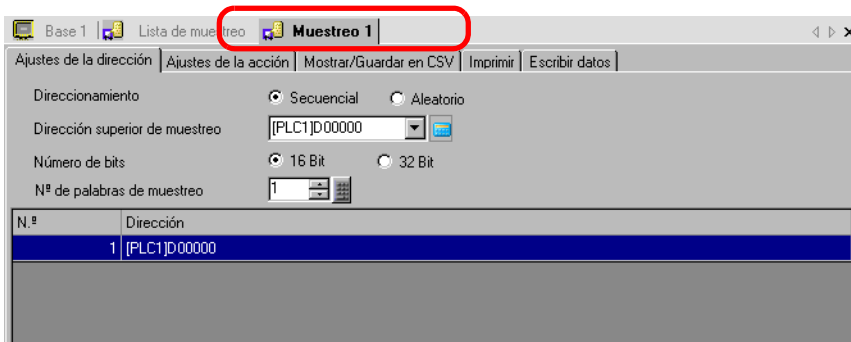 Base 1 Lista de muestreo Muestreo 1
Ajustes de la dirección Ajustes de la acción Mostrar/Guardar en CSV Imprimir Escribir datos
Direccionamiento Secuencial Aleatorio
Dirección superior de muestreo [PLC1]D00000
Número de bits 16 Bit 32 Bit
Nº de palabras de muestreo 1
N.º Dirección
1 [PLC1]D00000